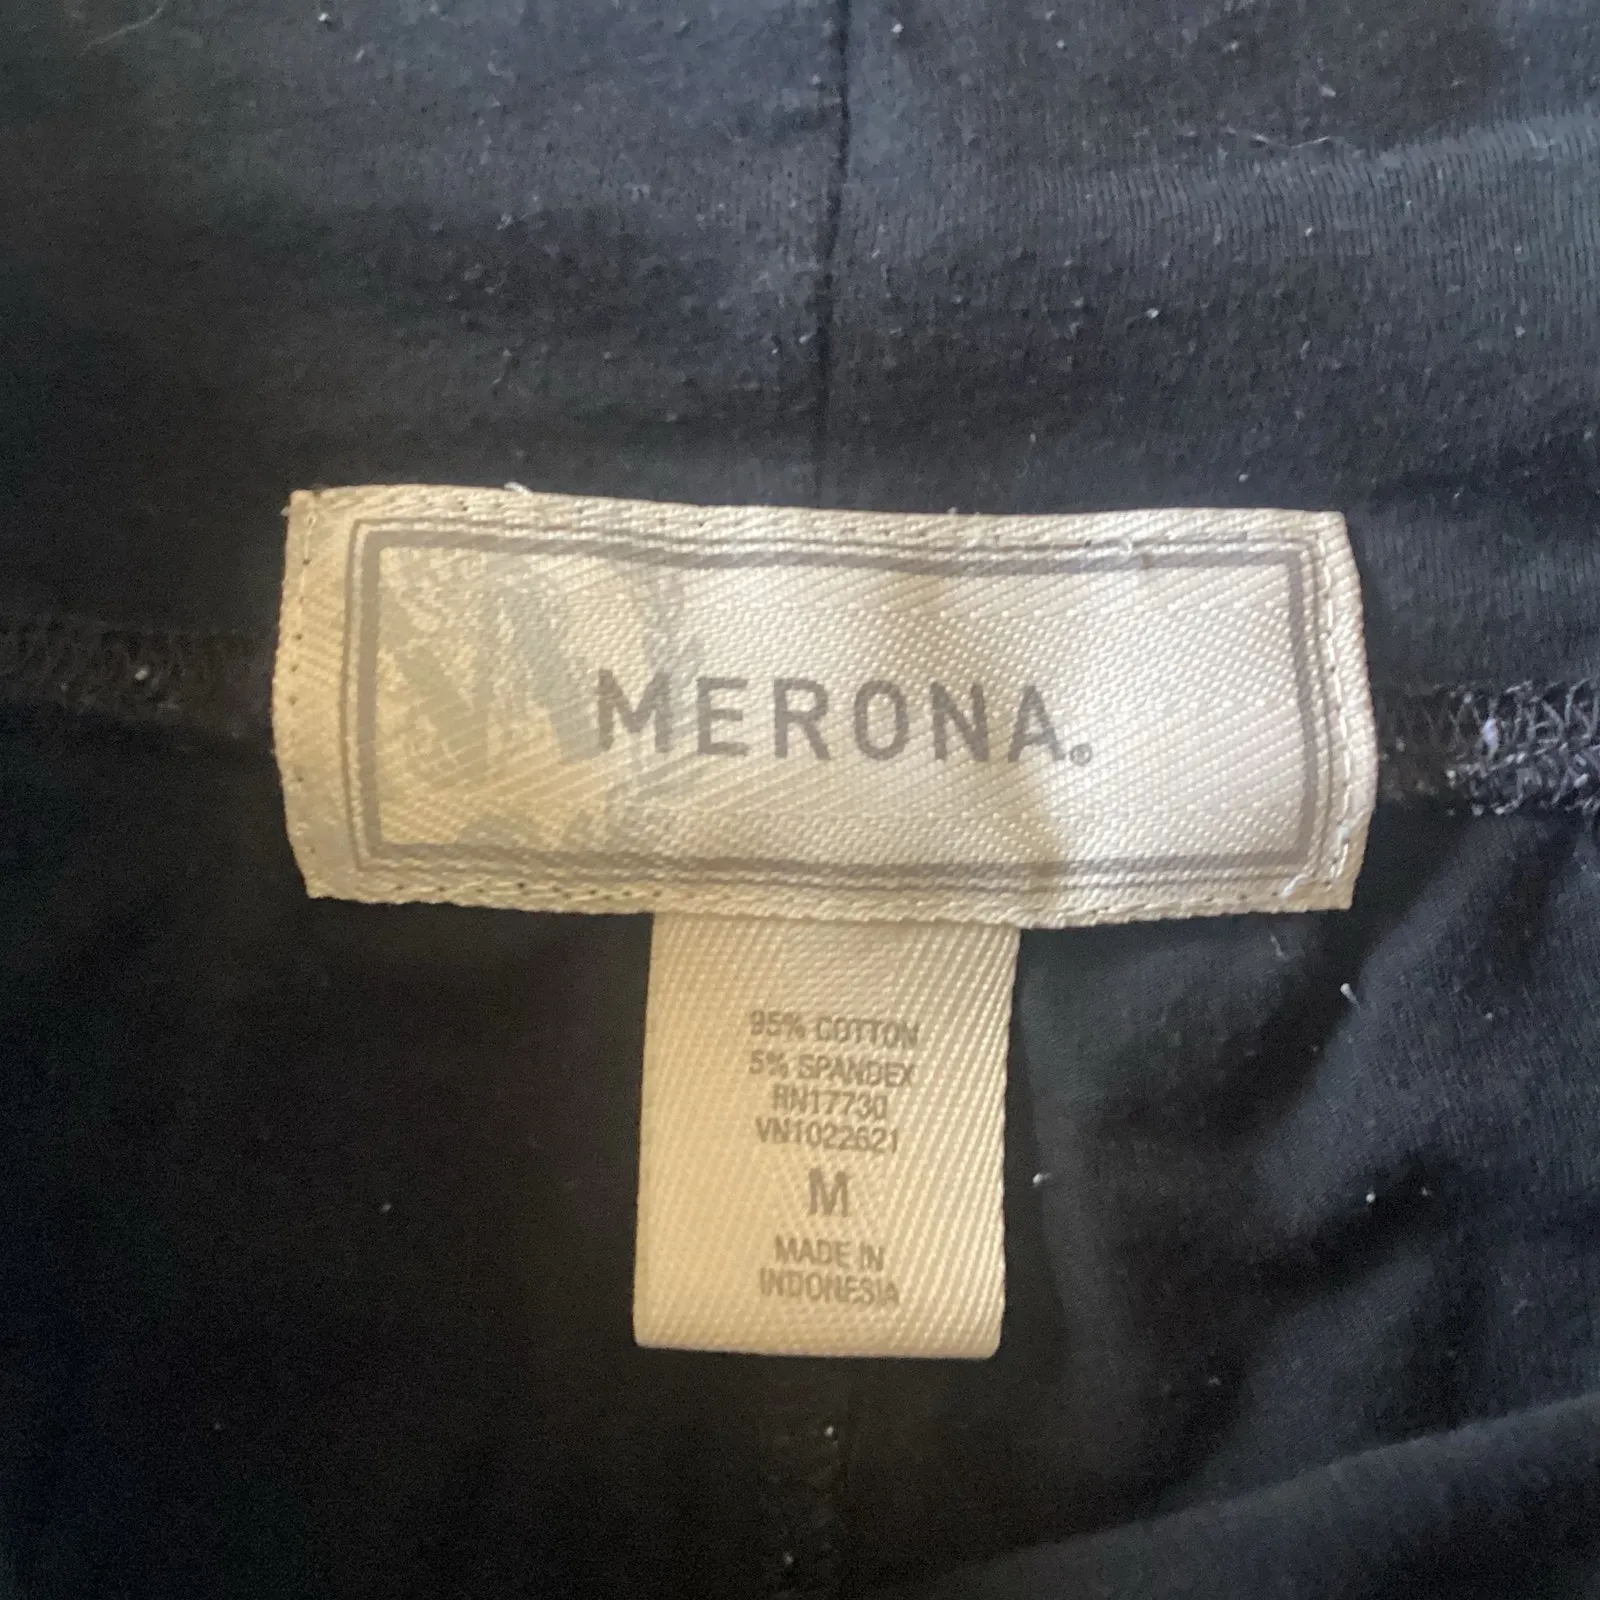 MERONA®
95% COTTON
5% SPANDEX
RN17730
VN1022621
M
MADE IN
INDONESIA